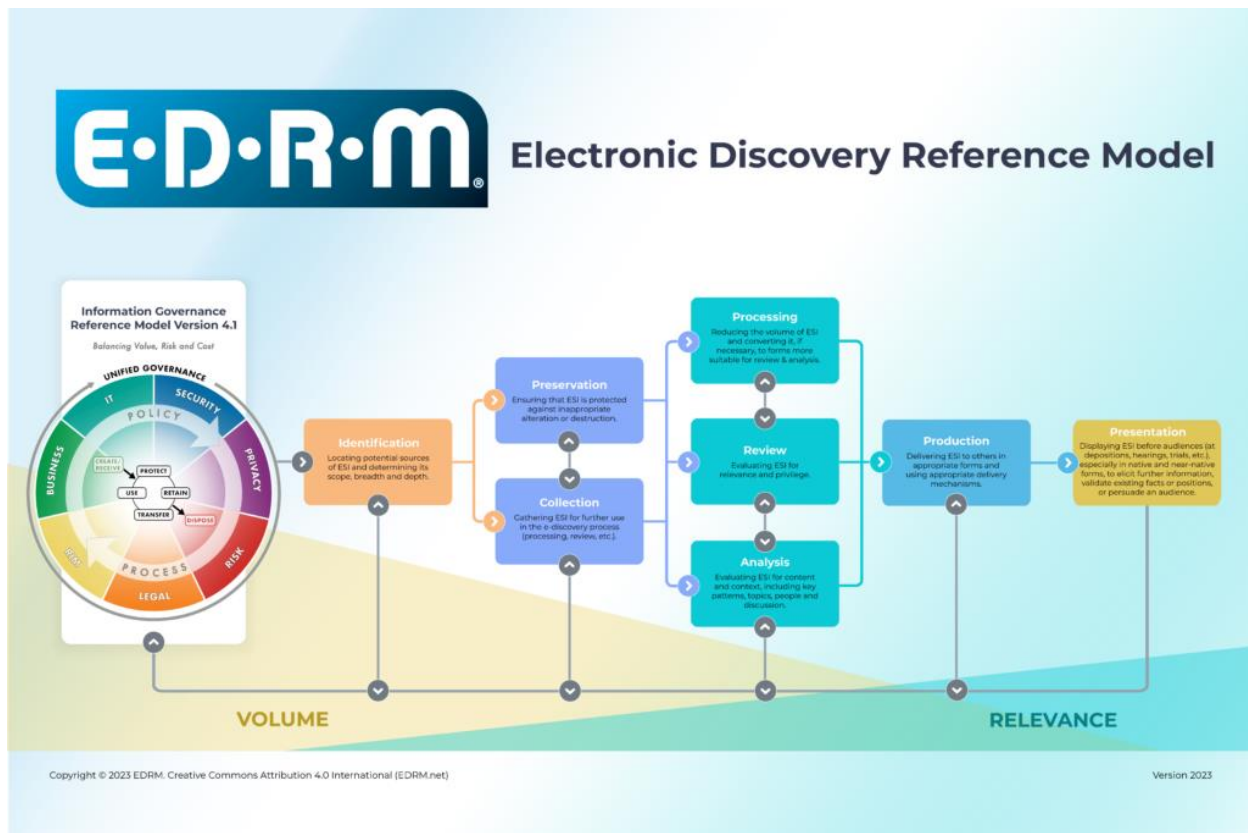 E·D·R·M®
Electronic Discovery Reference Model
Information Governance
Reference Model Version 4.1
Balancing Value, Risk and Cost
UNIFIED GOVERNANCE
IT
SECURITY
POLICY
BUSINESS
PRIVACY
CREATE/
RECEIVE
PROTECT
USE
RETAIN
TRANSFER
DISPOSE
RIM
RISK
PROCESS
LEGAL
Identification
Locating potential sources
of ESI and determining its
scope, breadth and depth.
Preservation
Ensuring that ESI is protected
against inappropriate
alteration or destruction.
Collection
Gathering ESI for further use
in the e-discovery process
(processing, review, etc.).
Processing
Reducing the volume of ESI
and converting it, if
necessary, to forms more
suitable for review & analysis.
Review
Evaluating ESI for
relevance and privilege.
Analysis
Evaluating ESI for content
and context, including key
patterns, topics, people and
discussion.
Production
Delivering ESI to others in
appropriate forms and
using appropriate delivery
mechanisms.
Presentation
Displaying ESI before audiences (at
depositions, hearings, trials, etc.),
especially in native and near-native
forms, to elicit further information,
validate existing facts or positions,
or persuade an audience.
VOLUME
RELEVANCE
Copyright © 2023 EDRM. Creative Commons Attribution 4.0 International (EDRM.net)
Version 2023